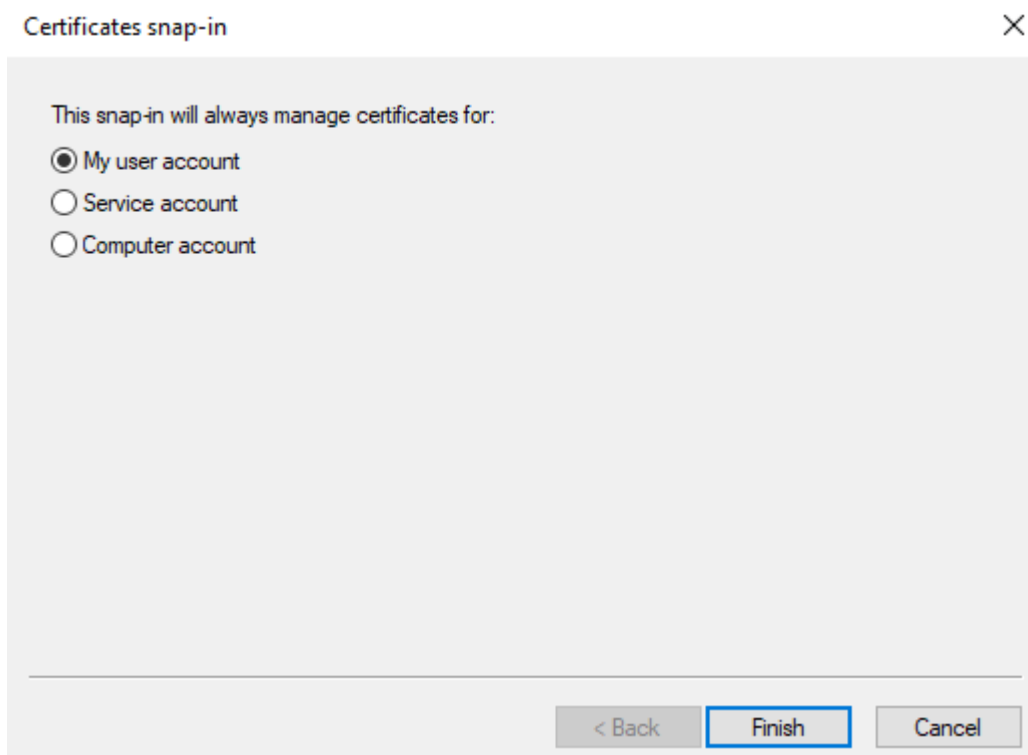 Certificates snap-in
This snap-in will always manage certificates for:
My user account
Service account
Computer account
< Back
Finish
Cancel